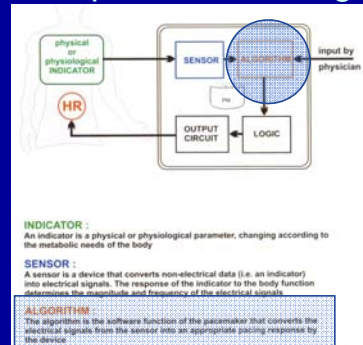 physical
or
physiological
INDICATOR
SENSOR
ALGORITHM
input by
physician
HR
PM
OUTPUT
CIRCUIT
LOGIC
INDICATOR :
An indicator is a physical or physiological parameter, changing according to
the metabolic needs of the body
SENSOR :
A sensor is a device that converts non-electrical data (i.e. an indicator)
into electrical signals. The response of the indicator to the body function
determines the magnitude and frequency of the electrical signals
ALGORITHM :
The algorithm is the software function of the pacemaker that converts the
electrical signals from the sensor into an appropriate pacing response by
the device